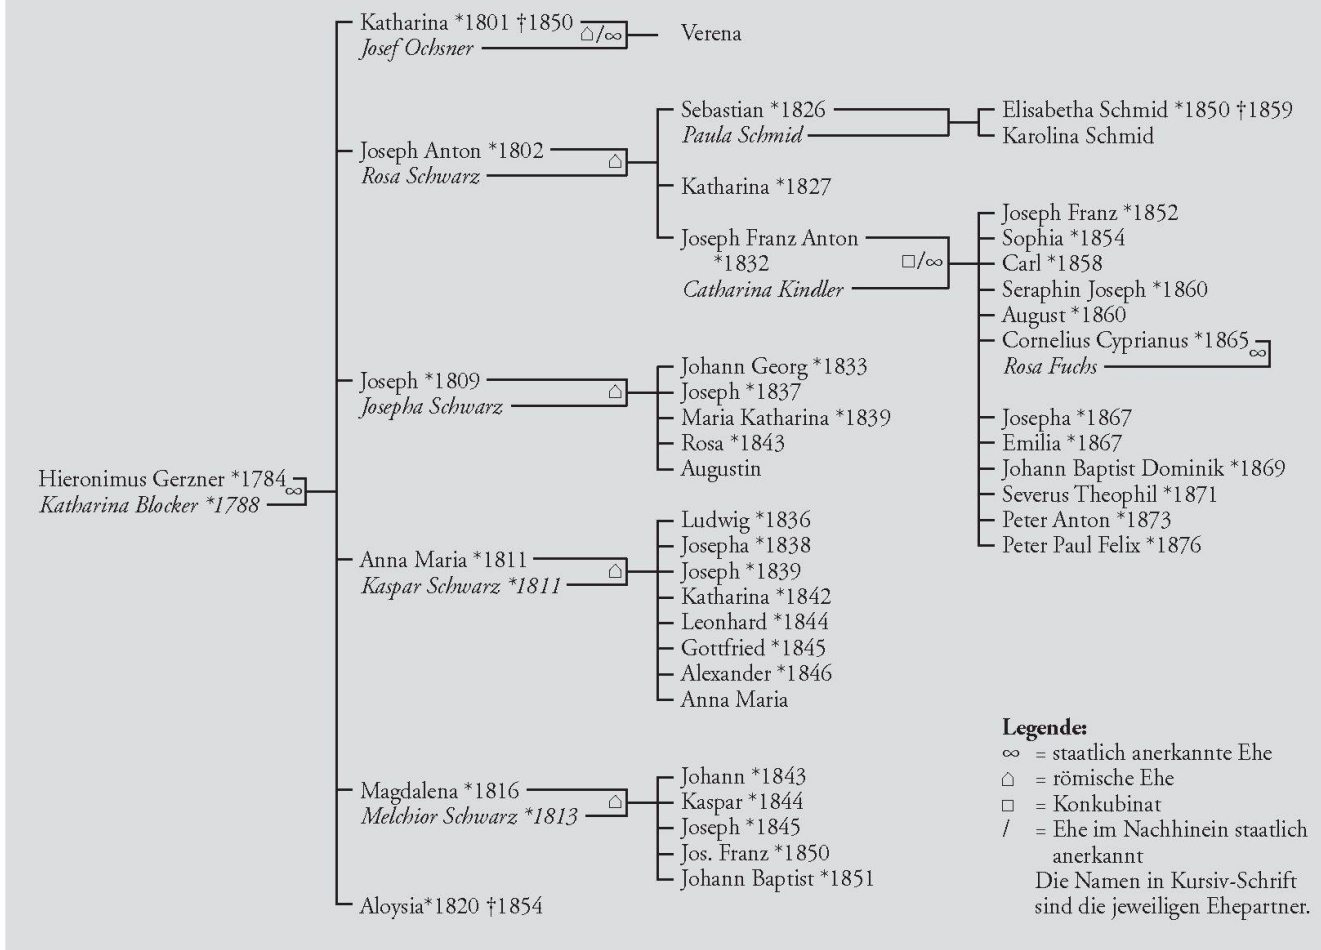 Katharina *1801 †1850
Josef Ochsner
⌂/∞
Verena
Joseph Anton *1802
Rosa Schwarz
⌂
Sebastian *1826
Paula Schmid
Elisabetha Schmid *1850 †1859
Karolina Schmid
Katharina *1827
Joseph Franz Anton
*1832
Catharina Kindler
□/∞
Joseph Franz *1852
Sophia *1854
Carl *1858
Seraphin Joseph *1860
August *1860
Cornelius Cyprianus *1865
Rosa Fuchs
∞
Josepha *1867
Emilia *1867
Johann Baptist Dominik *1869
Severus Theophil *1871
Peter Anton *1873
Peter Paul Felix *1876
Joseph *1809
Josepha Schwarz
⌂
Johann Georg *1833
Joseph *1837
Maria Katharina *1839
Rosa *1843
Augustin
Hieronimus Gerzner *1784
Katharina Blocker *1788
∞
Anna Maria *1811
Kaspar Schwarz *1811
⌂
Ludwig *1836
Josepha *1838
Joseph *1839
Katharina *1842
Leonhard *1844
Gottfried *1845
Alexander *1846
Anna Maria
Magdalena *1816
Melchior Schwarz *1813
⌂
Johann *1843
Kaspar *1844
Joseph *1845
Jos. Franz *1850
Johann Baptist *1851
Aloysia*1820 †1854
Legende:
∞ = staatlich anerkannte Ehe
⌂ = römische Ehe
□ = Konkubinat
/ = Ehe im Nachhinein staatlich
anerkannt
Die Namen in Kursiv-Schrift
sind die jeweiligen Ehepartner.